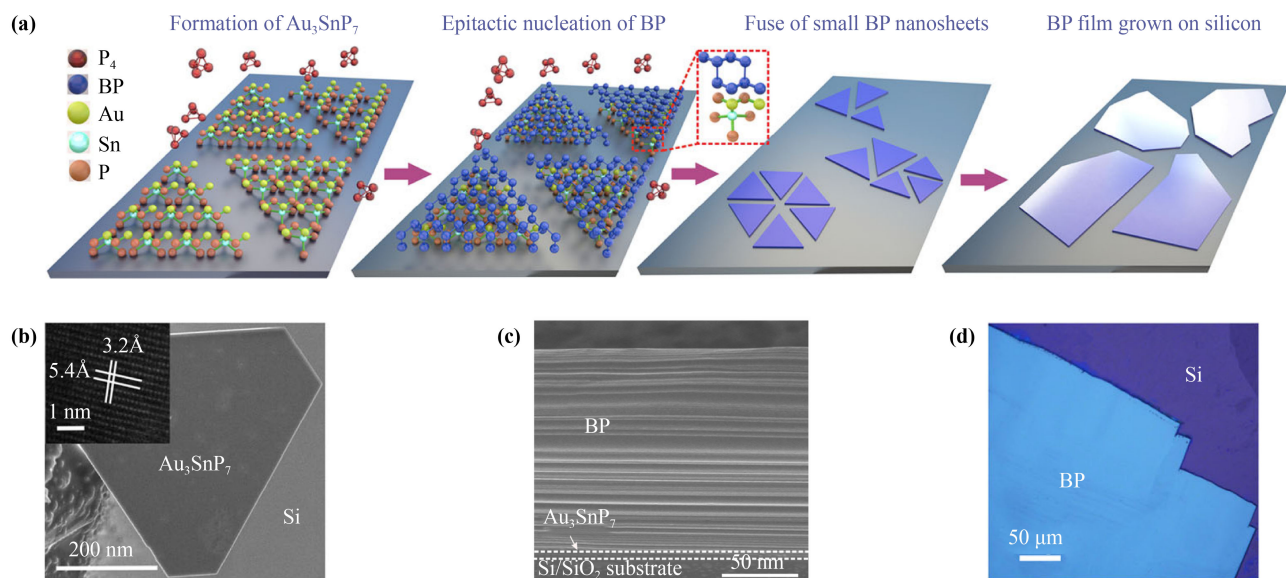 (a)
Formation of Au₃SnP₇
Epitactic nucleation of BP
Fuse of small BP nanosheets
BP film grown on silicon
P₄
BP
Au
Sn
P
(b)
3.2Å
5.4Å
1 nm
Au₃SnP₇
Si
200 nm
(c)
BP
Au₃SnP₇
Si/SiO₂ substrate
50 nm
(d)
Si
BP
50 μm